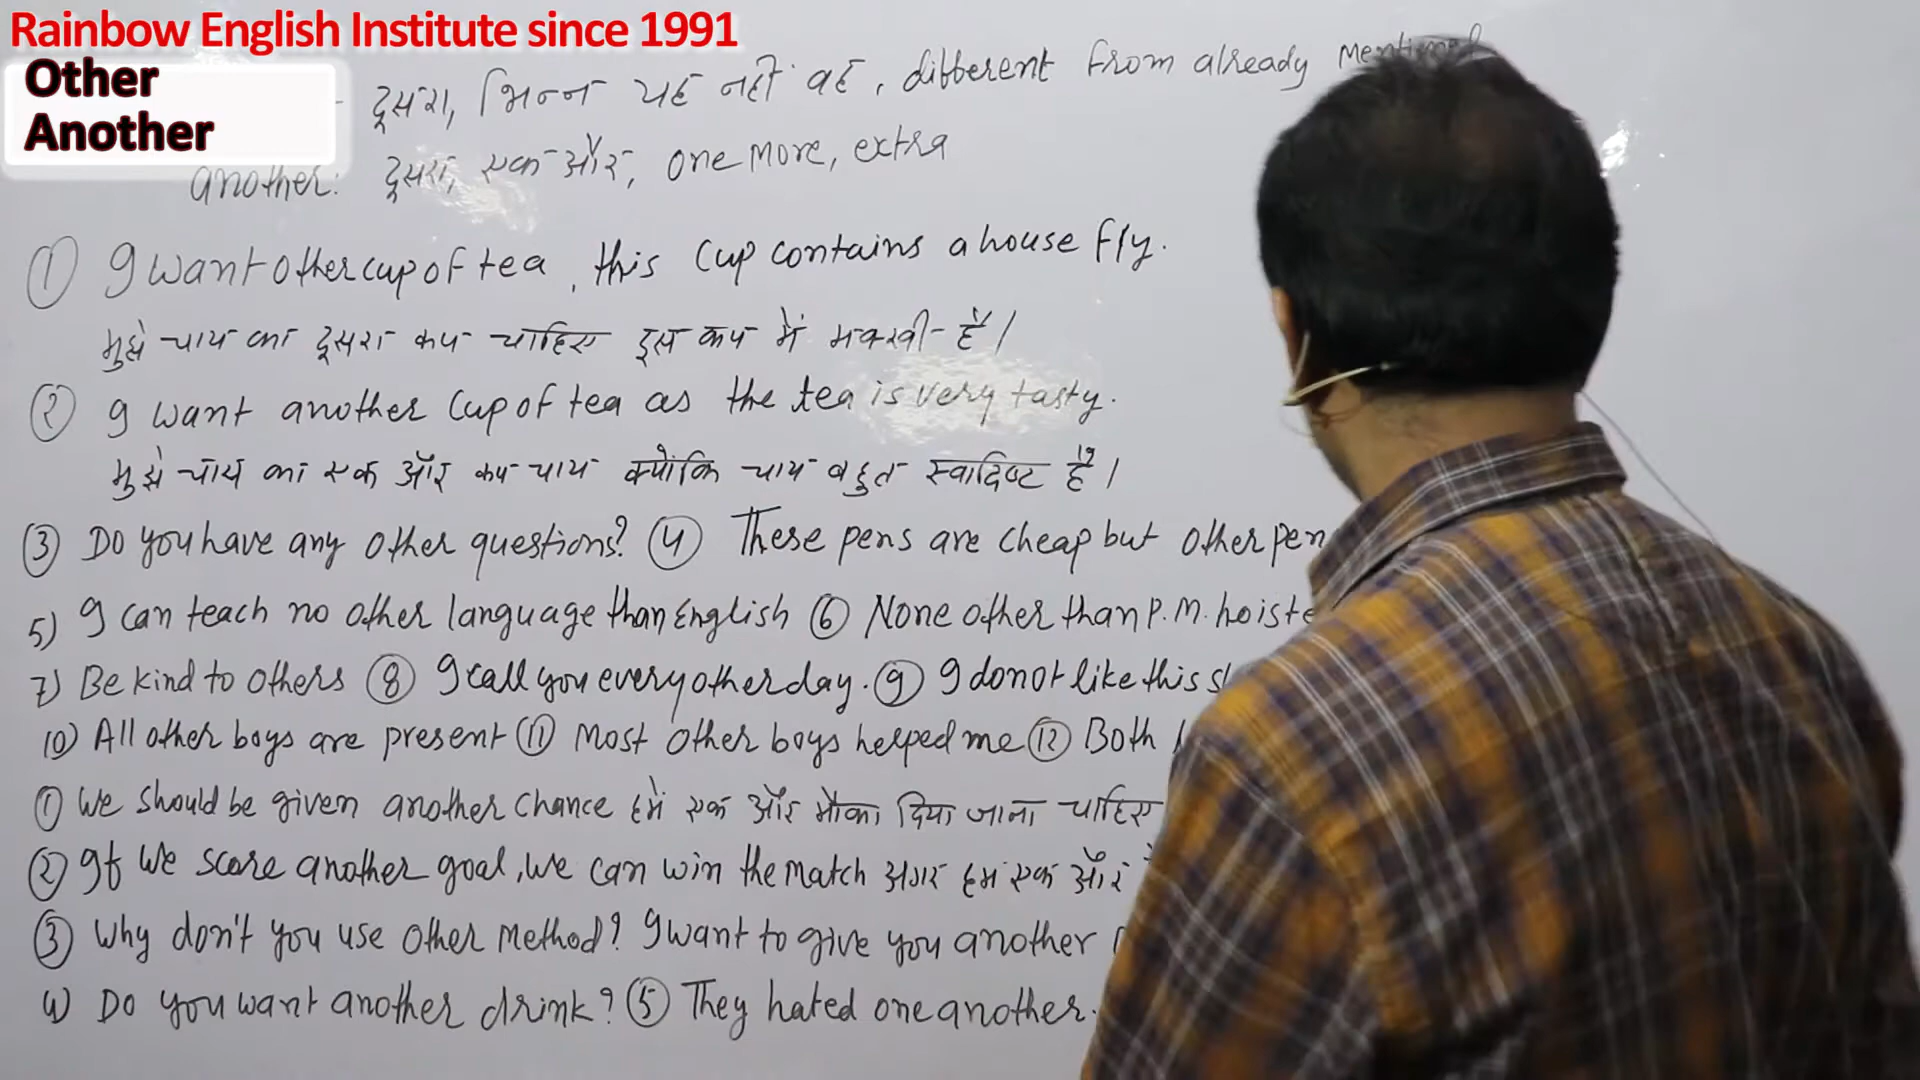 Rainbow English Institute since 1991
Other
Another
दूसरा, भिन्न यह नहीं वह, different from already mentioned
another: दूसरा, एक और, one more, extra
① I want other cup of tea, this cup contains a house fly.
मुझे चाय का दूसरा कप चाहिए इस कप में मक्खी है।
② I want another cup of tea as the tea is very tasty.
मुझे चाय का एक और कप चाय क्योंकि चाय बहुत स्वादिष्ट है।
③ Do you have any other questions? ④ These pens are cheap but other pen
5) I can teach no other language than English ⑥ None other than P.M. hoiste
7) Be kind to others ⑧ I call you every other day. ⑨ I do not like this
10) All other boys are present ⑪ Most other boys helped me ⑫ Both
① We should be given another chance हमें एक और मौका दिया जाना चाहिए
② If we score another goal, we can win the match अगर हम एक और
③ Why don't you use other method? I want to give you another
4) Do you want another drink? ⑤ They hated one another.